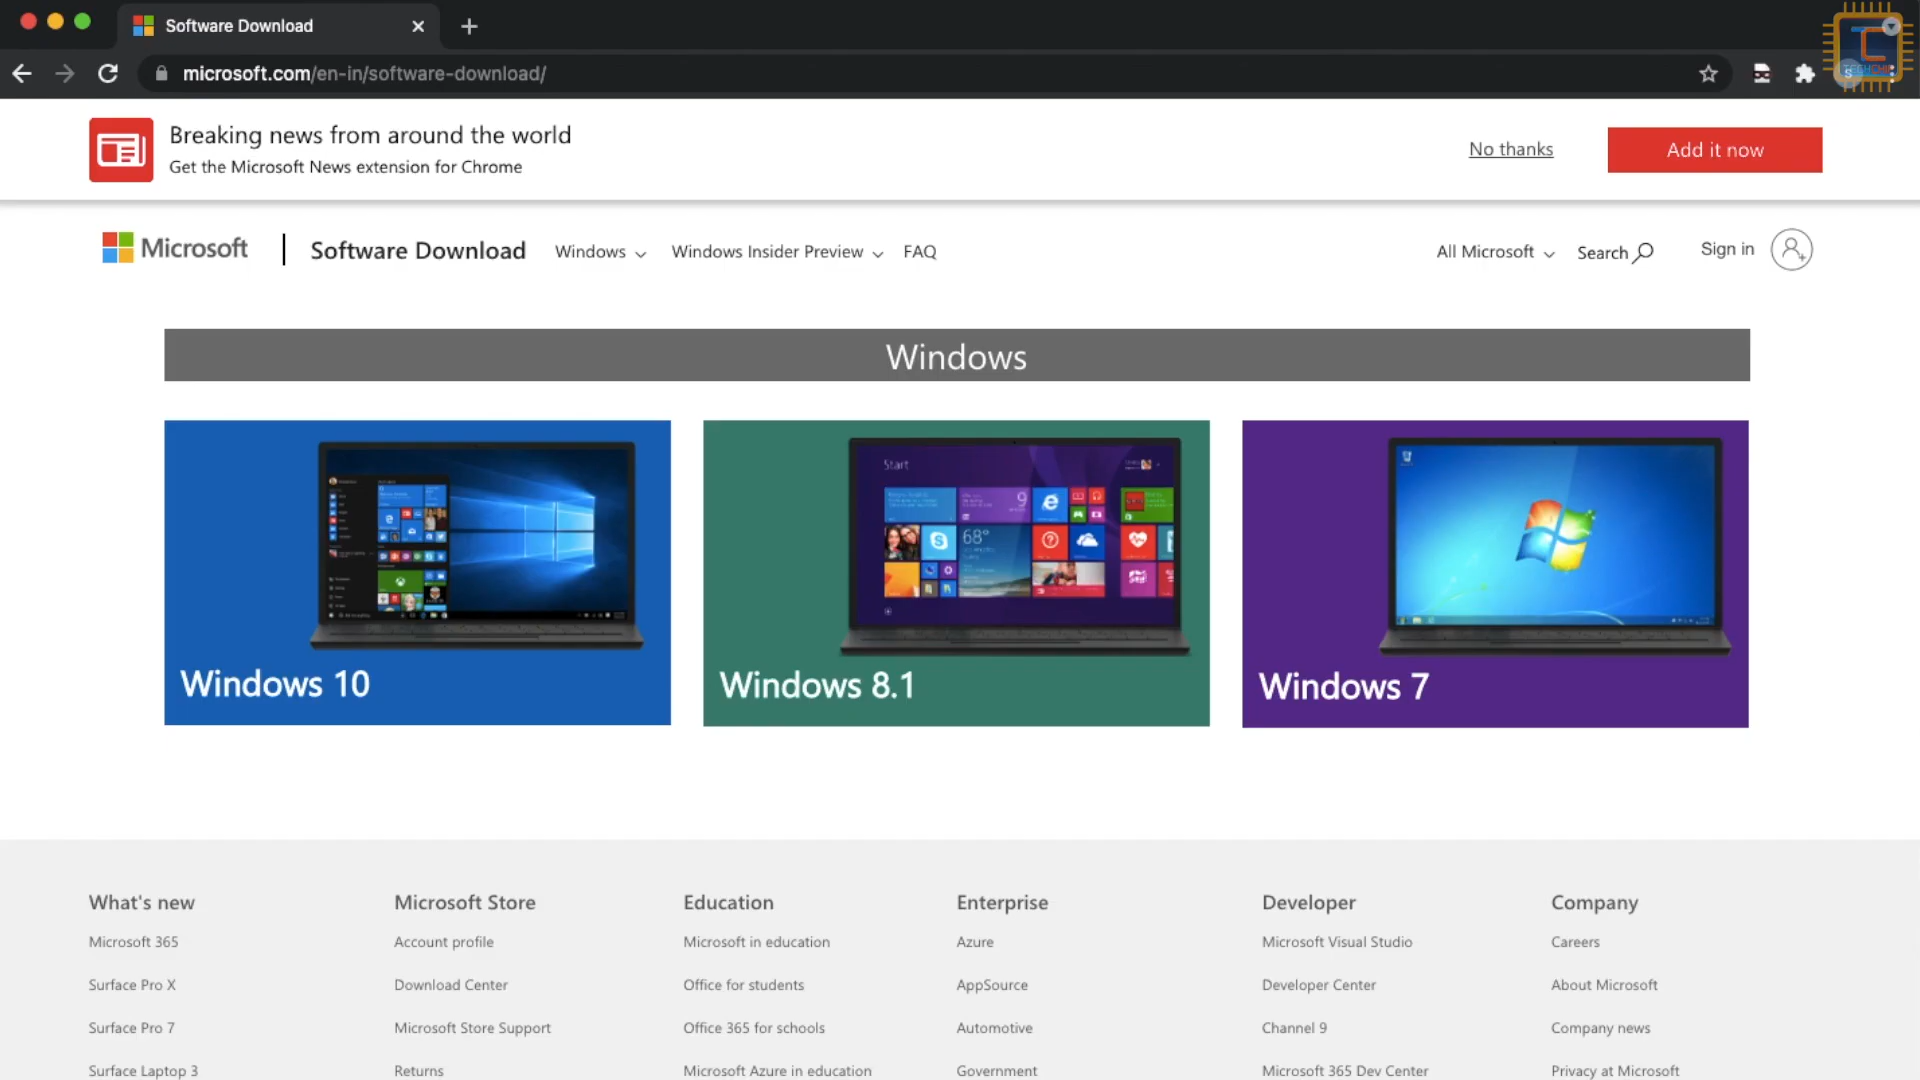 Software Download
microsoft.com/en-in/software-download/
Breaking news from around the world
Get the Microsoft News extension for Chrome
No thanks
Add it now
Microsoft
Software Download
Windows
Windows Insider Preview
FAQ
All Microsoft
Search
Sign in
Windows
Start
68°
9
Windows 10
Windows 8.1
Windows 7
What's new
Microsoft Store
Education
Enterprise
Developer
Company
Microsoft 365
Account profile
Microsoft in education
Azure
Microsoft Visual Studio
Careers
Surface Pro X
Download Center
Office for students
AppSource
Developer Center
About Microsoft
Surface Pro 7
Microsoft Store Support
Office 365 for schools
Automotive
Channel 9
Company news
Surface Laptop 3
Returns
Microsoft Azure in education
Government
Microsoft 365 Dev Center
Privacy at Microsoft